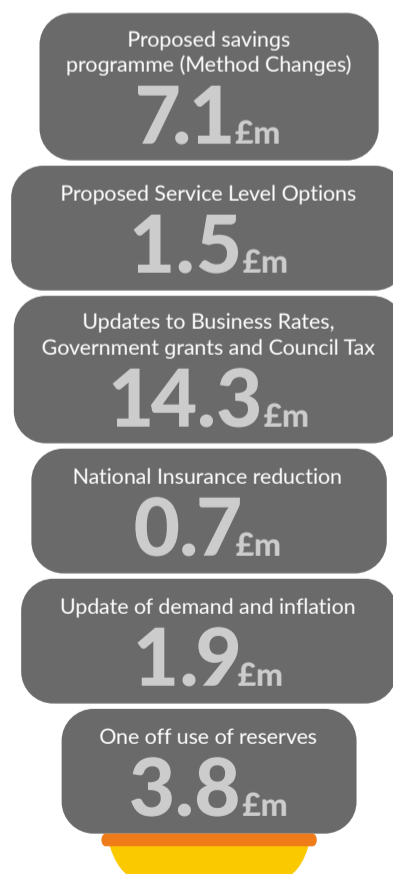 Proposed savings
programme (Method Changes)
7.1£m
Proposed Service Level Options
1.5£m
Updates to Business Rates,
Government grants and Council Tax
14.3£m
National Insurance reduction
0.7£m
Update of demand and inflation
1.9£m
One off use of reserves
3.8£m